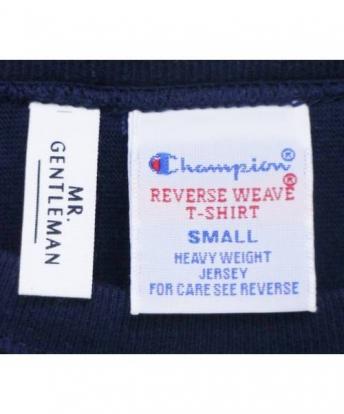 MR.
GENTLEMAN
Champion®
REVERSE WEAVE®
T-SHIRT
SMALL
HEAVY WEIGHT
JERSEY
FOR CARE SEE REVERSE